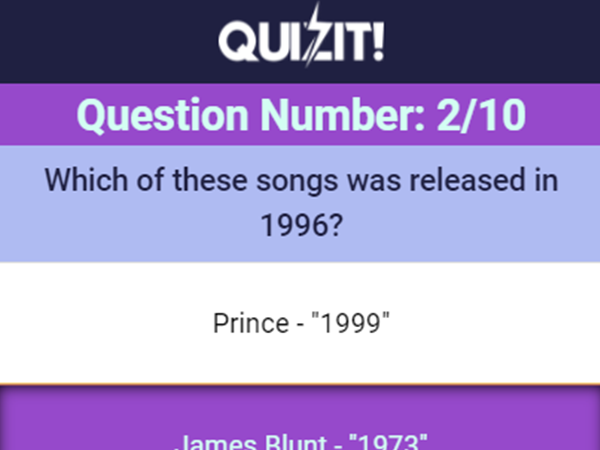 QUIZIT!
Question Number: 2/10
Which of these songs was released in
1996?
Prince - "1999"
James Blunt - "1973"